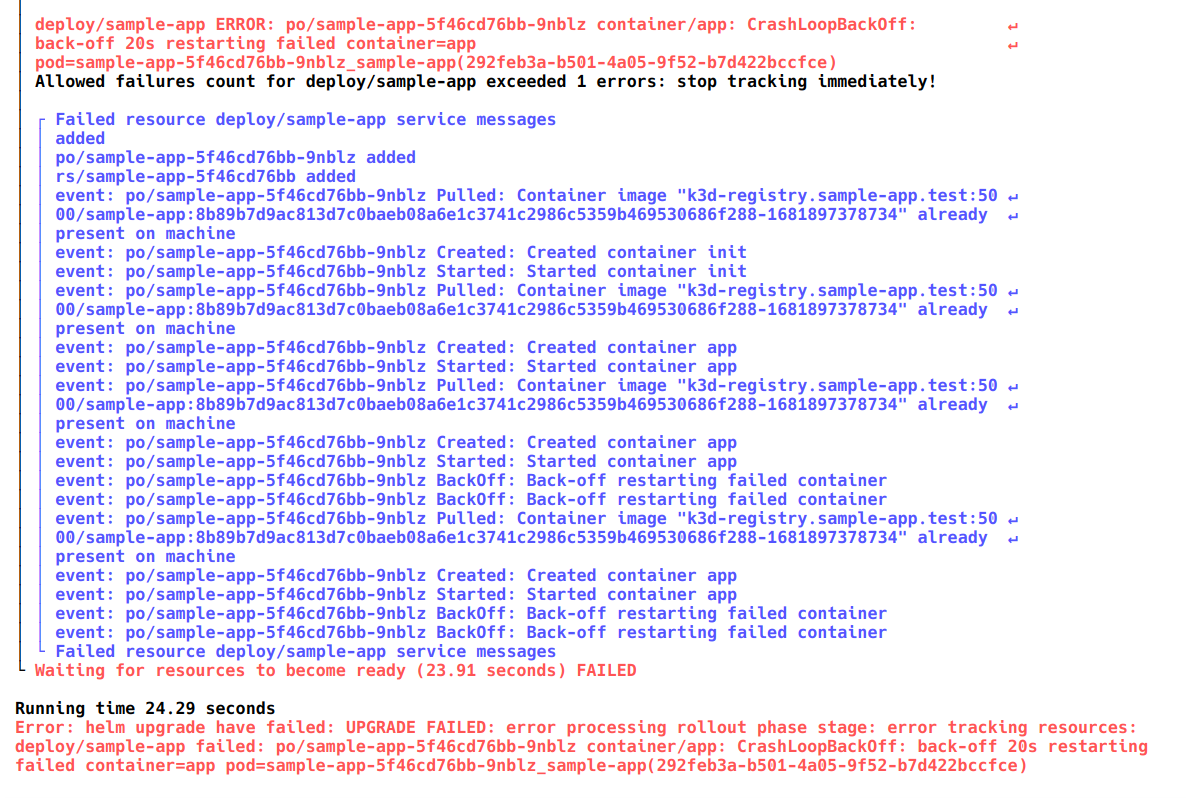 deploy/sample-app ERROR: po/sample-app-5f46cd76bb-9nblz container/app: CrashLoopBackOff: ↵
back-off 20s restarting failed container=app ↵
pod=sample-app-5f46cd76bb-9nblz_sample-app(292feb3a-b501-4a05-9f52-b7d422bccfce)
Allowed failures count for deploy/sample-app exceeded 1 errors: stop tracking immediately!
┌ Failed resource deploy/sample-app service messages
│ added
│ po/sample-app-5f46cd76bb-9nblz added
│ rs/sample-app-5f46cd76bb added
│ event: po/sample-app-5f46cd76bb-9nblz Pulled: Container image "k3d-registry.sample-app.test:50 ↵
│ 00/sample-app:8b89b7d9ac813d7c0baeb08a6e1c3741c2986c5359b469530686f288-1681897378734" already ↵
│ present on machine
│ event: po/sample-app-5f46cd76bb-9nblz Created: Created container init
│ event: po/sample-app-5f46cd76bb-9nblz Started: Started container init
│ event: po/sample-app-5f46cd76bb-9nblz Pulled: Container image "k3d-registry.sample-app.test:50 ↵
│ 00/sample-app:8b89b7d9ac813d7c0baeb08a6e1c3741c2986c5359b469530686f288-1681897378734" already ↵
│ present on machine
│ event: po/sample-app-5f46cd76bb-9nblz Created: Created container app
│ event: po/sample-app-5f46cd76bb-9nblz Started: Started container app
│ event: po/sample-app-5f46cd76bb-9nblz Pulled: Container image "k3d-registry.sample-app.test:50 ↵
│ 00/sample-app:8b89b7d9ac813d7c0baeb08a6e1c3741c2986c5359b469530686f288-1681897378734" already ↵
│ present on machine
│ event: po/sample-app-5f46cd76bb-9nblz Created: Created container app
│ event: po/sample-app-5f46cd76bb-9nblz Started: Started container app
│ event: po/sample-app-5f46cd76bb-9nblz BackOff: Back-off restarting failed container
│ event: po/sample-app-5f46cd76bb-9nblz BackOff: Back-off restarting failed container
│ event: po/sample-app-5f46cd76bb-9nblz Pulled: Container image "k3d-registry.sample-app.test:50 ↵
│ 00/sample-app:8b89b7d9ac813d7c0baeb08a6e1c3741c2986c5359b469530686f288-1681897378734" already ↵
│ present on machine
│ event: po/sample-app-5f46cd76bb-9nblz Created: Created container app
│ event: po/sample-app-5f46cd76bb-9nblz Started: Started container app
│ event: po/sample-app-5f46cd76bb-9nblz BackOff: Back-off restarting failed container
│ event: po/sample-app-5f46cd76bb-9nblz BackOff: Back-off restarting failed container
└ Failed resource deploy/sample-app service messages
└ Waiting for resources to become ready (23.91 seconds) FAILED
Running time 24.29 seconds
Error: helm upgrade have failed: UPGRADE FAILED: error processing rollout phase stage: error tracking resources:
deploy/sample-app failed: po/sample-app-5f46cd76bb-9nblz container/app: CrashLoopBackOff: back-off 20s restarting
failed container=app pod=sample-app-5f46cd76bb-9nblz_sample-app(292feb3a-b501-4a05-9f52-b7d422bccfce)